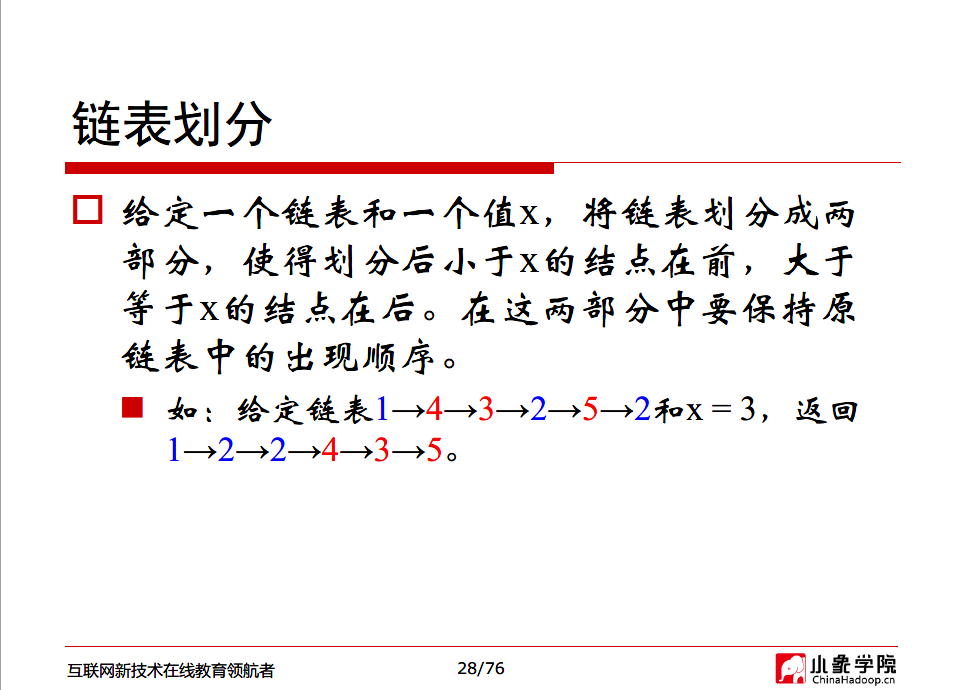 链表划分
给定一个链表和一个值x，将链表划分成两
部分，使得划分后小于x的结点在前，大于
等于x的结点在后。在这两部分中要保持原
链表中的出现顺序。
如：给定链表1→4→3→2→5→2和x = 3，返回
1→2→2→4→3→5。
互联网新技术在线教育领航者
28/76
小象学院
ChinaHadoop.cn